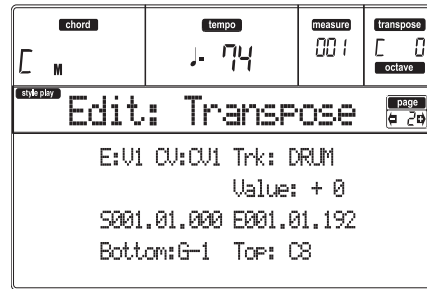 chord tempo measure transpose
C M ♩. 74 001 C 0
octave
style play
Edit: Transpose
page
2
E:V1 CV:CV1 Trk: DRUM
Value: + 0
S001.01.000 E001.01.192
Bottom:G-1 Top: C8